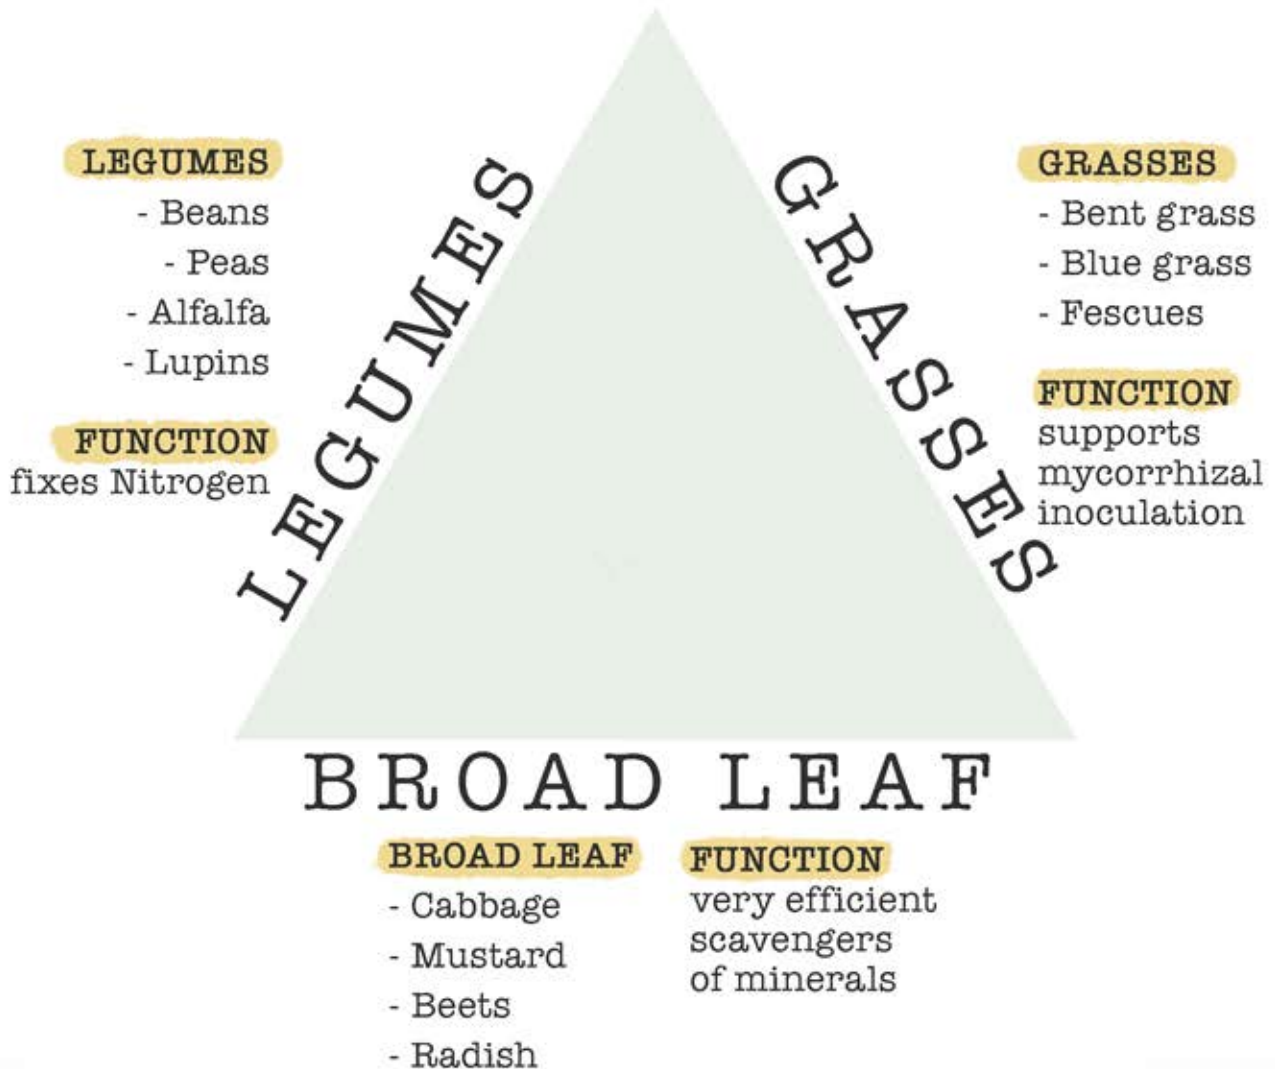 LEGUMES
- Beans
- Peas
- Alfalfa
- Lupins
FUNCTION
fixes Nitrogen
LEGUMES
GRASSES
GRASSES
- Bent grass
- Blue grass
- Fescues
FUNCTION
supports
mycorrhizal
inoculation
BROAD LEAF
BROAD LEAF
- Cabbage
- Mustard
- Beets
- Radish
FUNCTION
very efficient
scavengers
of minerals